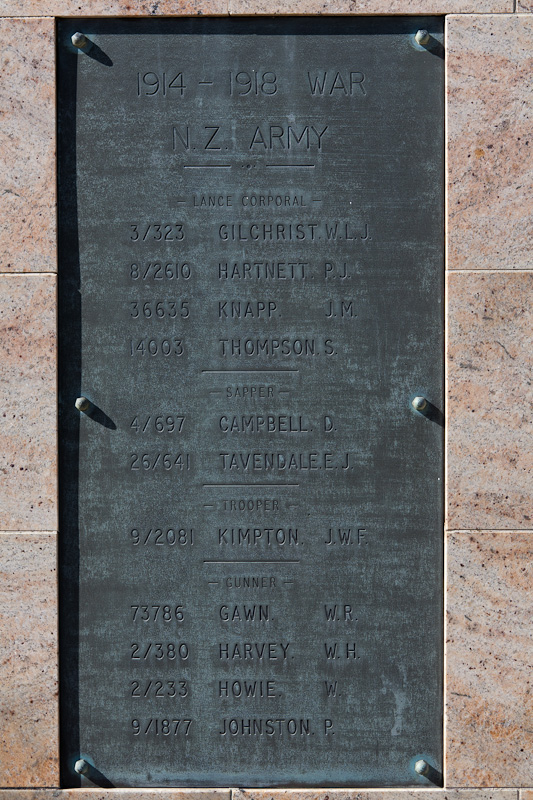 1914 - 1918 WAR
N.Z. ARMY
- LANCE CORPORAL -
3/323 GILCHRIST. W.L.J.
8/2610 HARTNETT. P.J.
36635 KNAPP. J.M.
14003 THOMPSON. S.
- SAPPER -
4/697 CAMPBELL. D.
26/641 TAVENDALE. E.J.
- TROOPER -
9/2081 KIMPTON. J.W.F.
- GUNNER -
73786 GAWN. W.R.
2/380 HARVEY. W.H.
2/233 HOWIE. W.
9/1877 JOHNSTON. P.